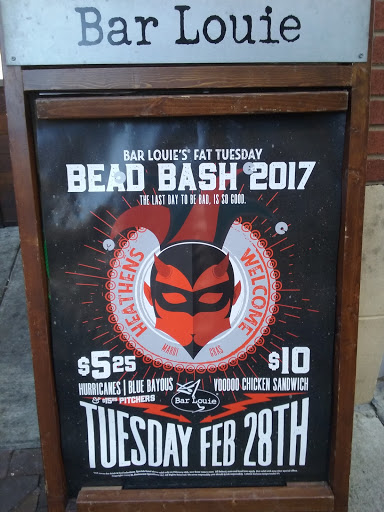 Bar Louie
BAR LOUIE'S FAT TUESDAY
BEAD BASH 2017
THE LAST DAY TO BE BAD, IS SO GOOD.
HEATHENS WELCOME
MARDI GRAS
$5.25
HURRICANES | BLUE BAYOUS
& $15.25 PITCHERS
$10
VOODOO CHICKEN SANDWICH
Bar Louie
TUESDAY FEB 28TH